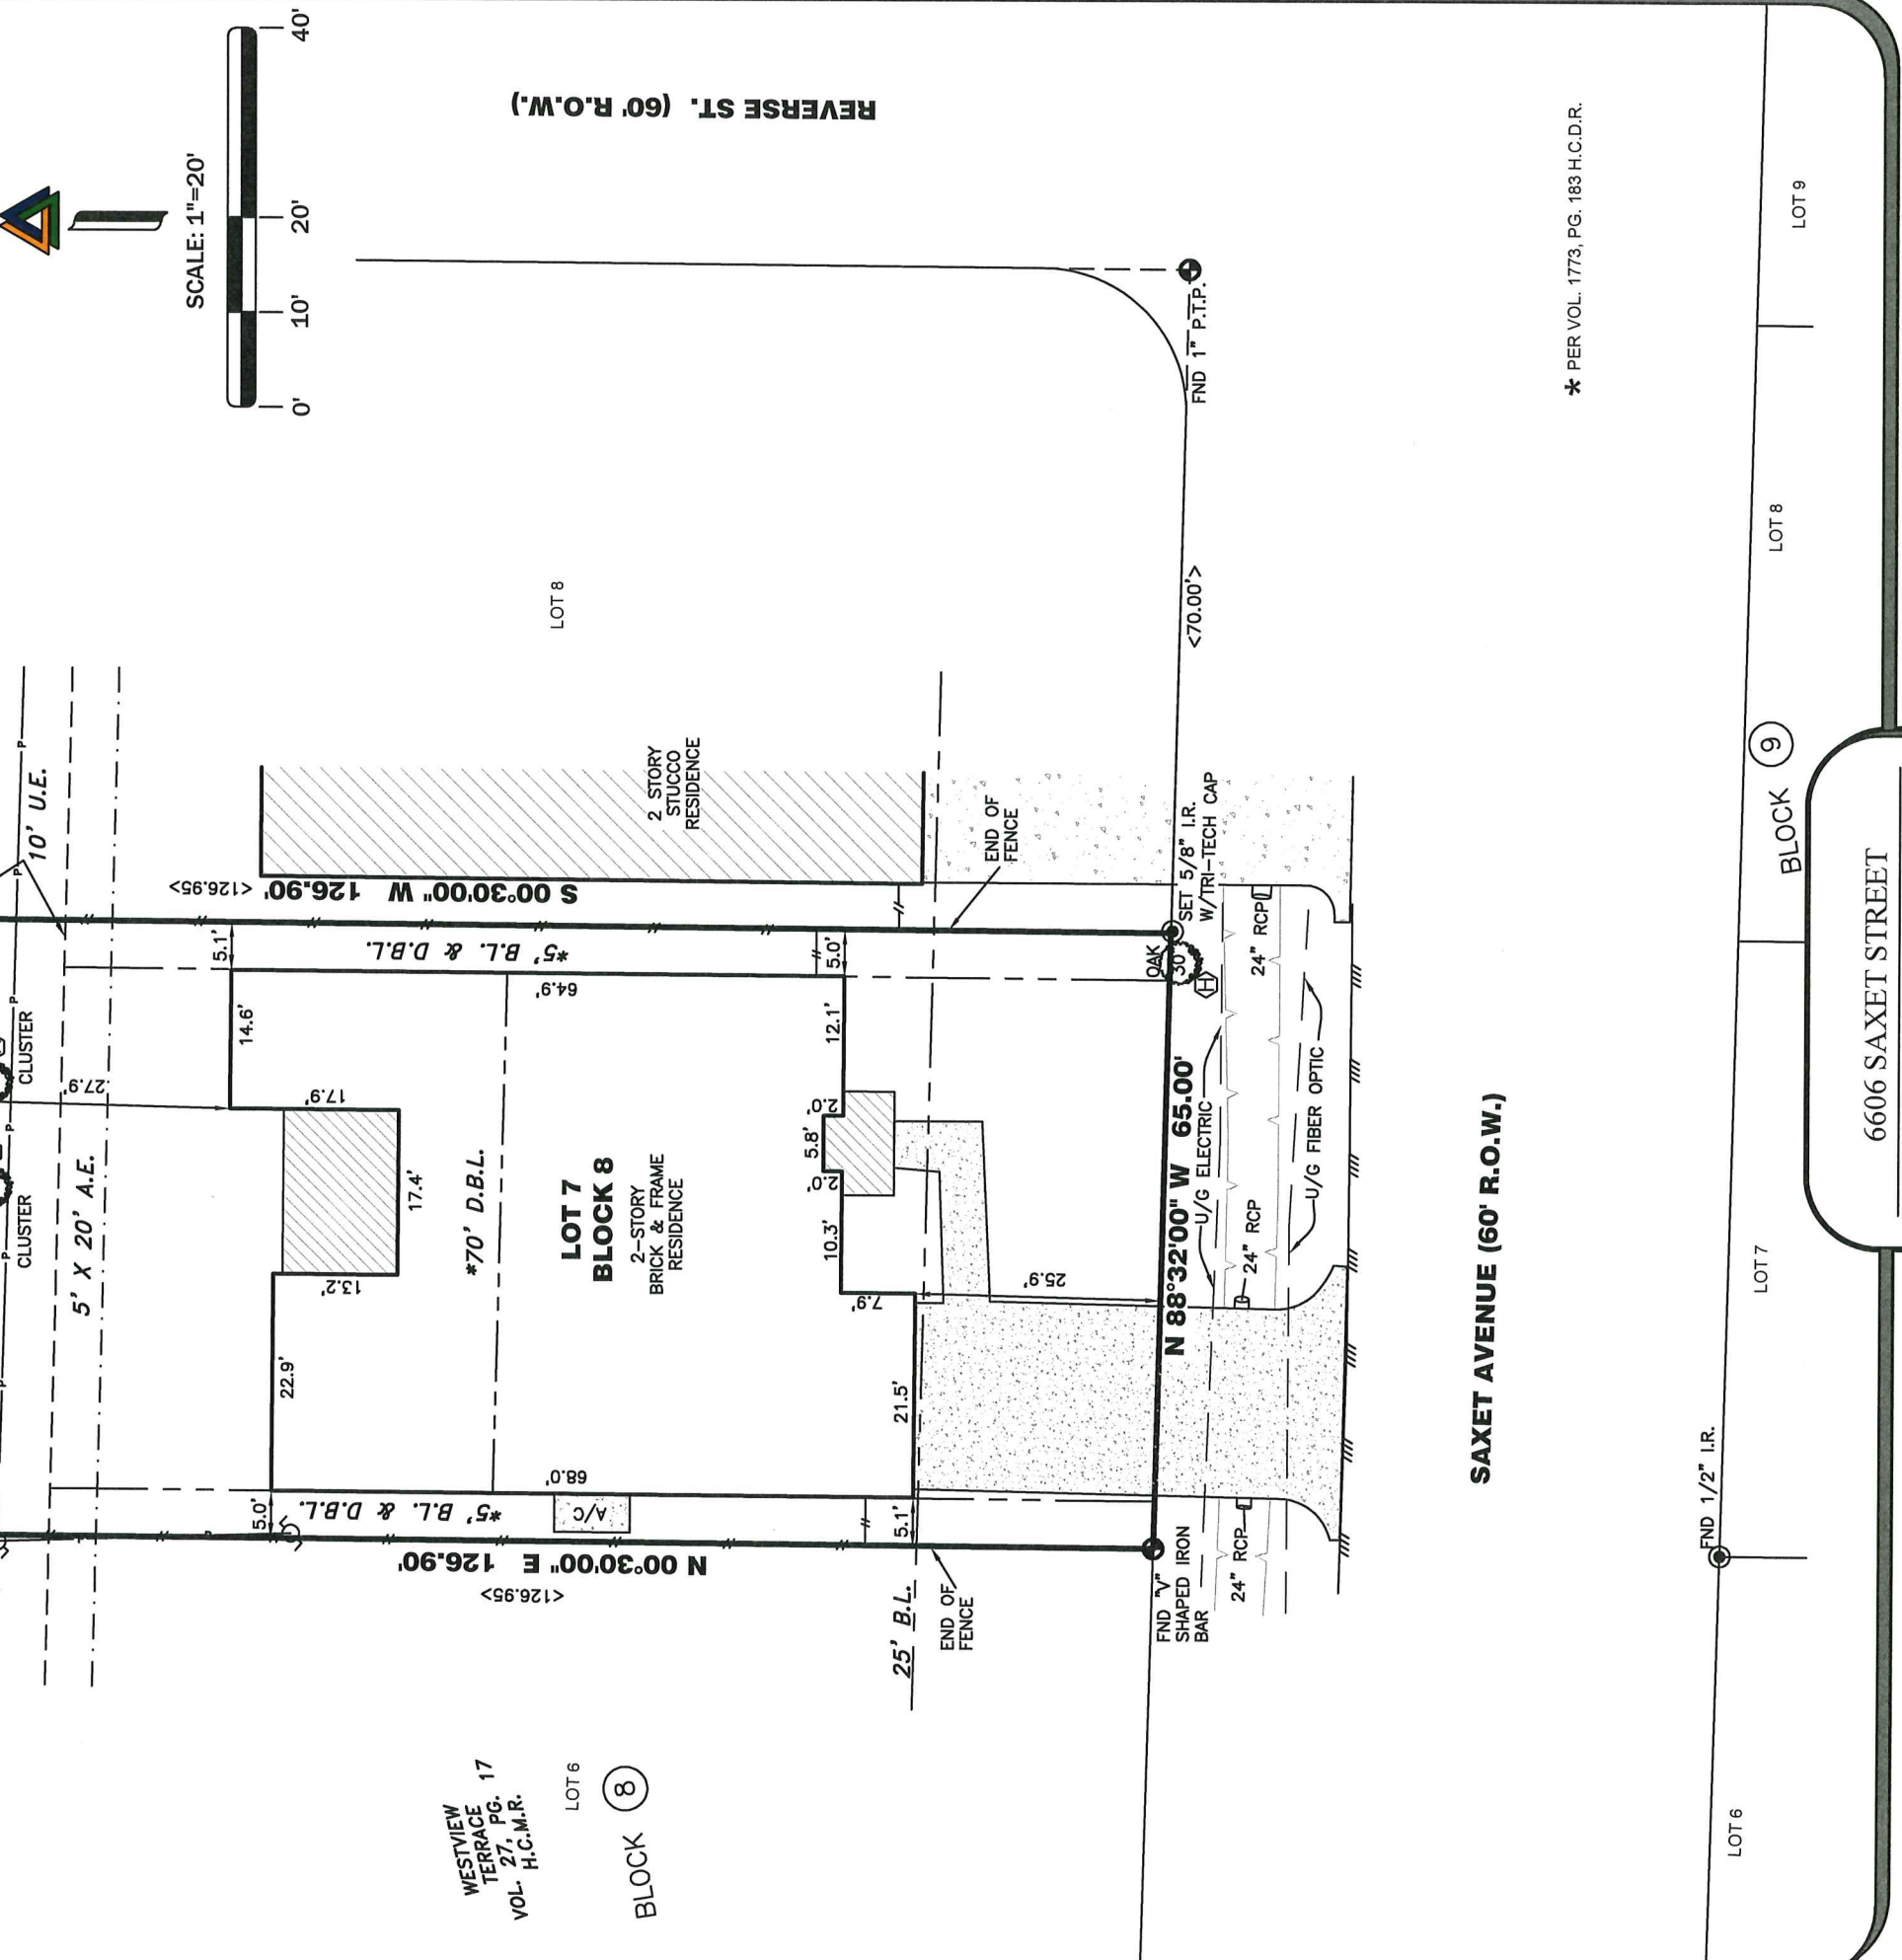 SCALE: 1"=20'
0'
10'
20'
40'
REVERSE ST. (60' R.O.W.)
10' U.E.
CLUSTER
CLUSTER
5' X 20' A.E.
27.9'
<126.95>
S 00°30'00" W 126.90'
*5' B.L. & D.B.L.
5.1'
14.6'
17.9'
17.4'
13.2'
22.9'
5.0'
64.9'
*70' D.B.L.
LOT 7
BLOCK 8
2-STORY
BRICK & FRAME
RESIDENCE
68.0'
*5' B.L. & D.B.L.
A/C
N 00°30'00" E 126.90'
<126.95>
5.0'
12.1'
2.0'
5.8'
2.0'
10.3'
7.9'
21.5'
5.1'
25.9'
25' B.L.
END OF
FENCE
END OF
FENCE
LOT 8
2 STORY
STUCCO
RESIDENCE
WESTVIEW
TERRACE
VOL. 27, PG. 17
H.C.M.R.
LOT 6
BLOCK 8
FND "V"
SHAPED IRON
BAR
N 88°32'00" W 65.00'
OAK
30"
H
SET 5/8" I.R.
W/TRI-TECH CAP
<70.00'>
FND 1" P.T.P.
U/G ELECTRIC
24" RCP
24" RCP
24" RCP
U/G FIBER OPTIC
SAXET AVENUE (60' R.O.W.)
* PER VOL. 1773, PG. 183 H.C.D.R.
FND 1/2" I.R.
LOT 6
LOT 7
BLOCK 9
LOT 8
LOT 9
6606 SAXET STREET